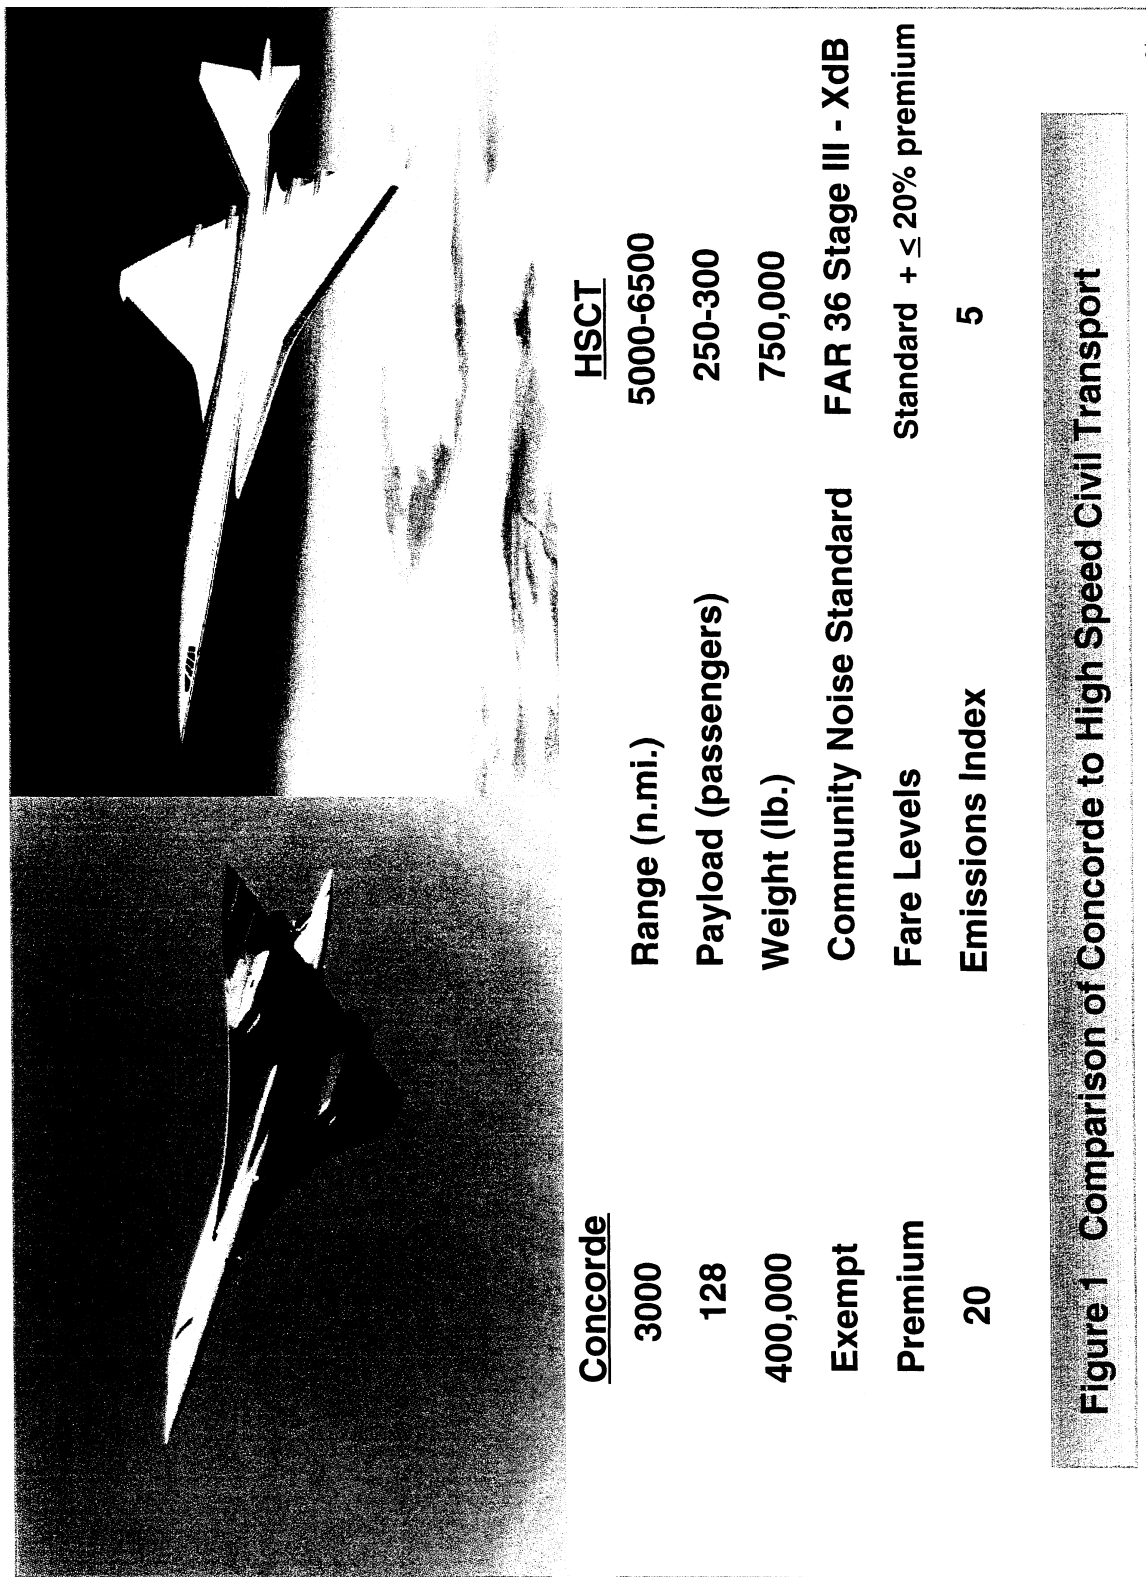 Concorde HSCT
3000 Range (n.mi.) 5000-6500
128 Payload (passengers) 250-300
400,000 Weight (lb.) 750,000
Exempt Community Noise Standard FAR 36 Stage III - XdB
Premium Fare Levels Standard + ≤ 20% premium
20 Emissions Index 5
Figure 1 Comparison of Concorde to High Speed Civil Transport